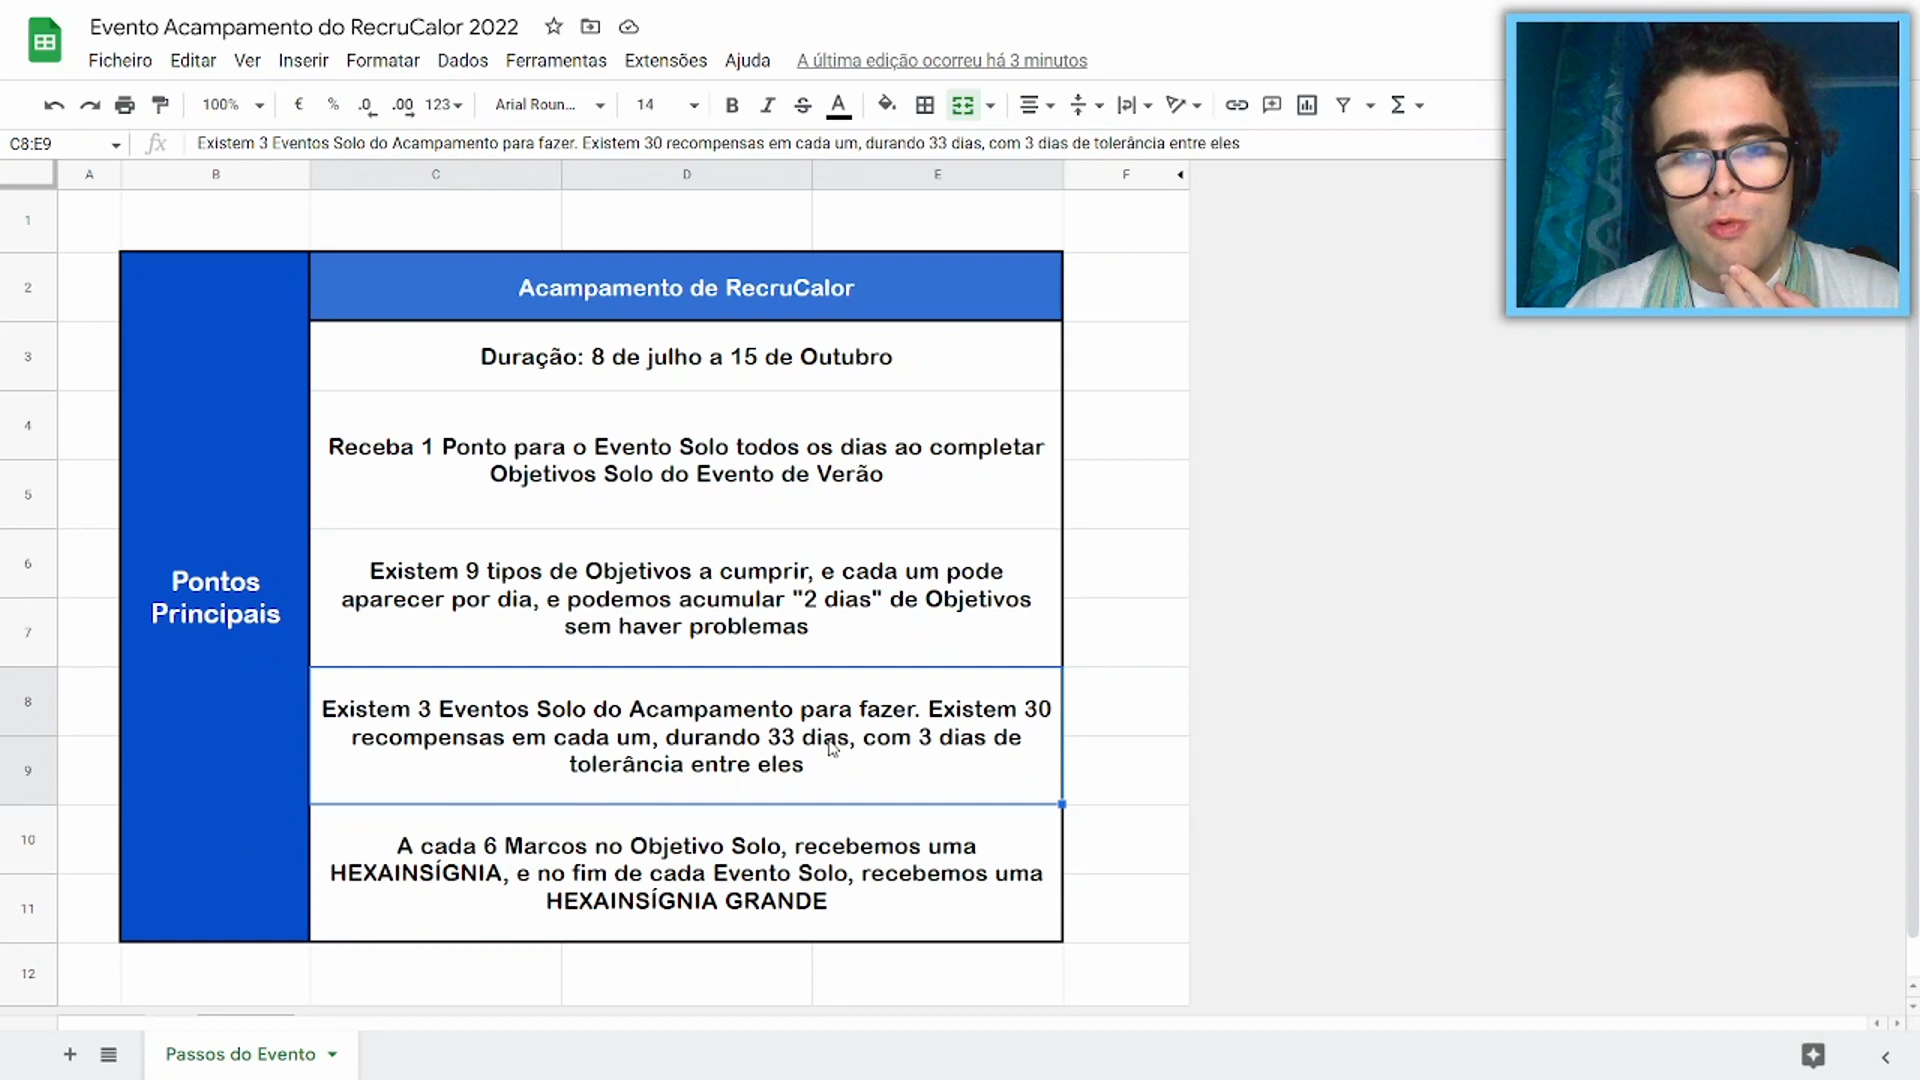 Evento Acampamento do RecruCalor 2022
Ficheiro Editar Ver Inserir Formatar Dados Ferramentas Extensões Ajuda A última edição ocorreu há 3 minutos
100% € % .0 .00 123 Arial Roun... 14 B I S A
C8:E9 fx Existem 3 Eventos Solo do Acampamento para fazer. Existem 30 recompensas em cada um, durando 33 dias, com 3 dias de tolerância entre eles
A B C D E F
1
2
3
4
5
6
7
8
9
10
11
12
Pontos
Principais
Acampamento de RecruCalor
Duração: 8 de julho a 15 de Outubro
Receba 1 Ponto para o Evento Solo todos os dias ao completar
Objetivos Solo do Evento de Verão
Existem 9 tipos de Objetivos a cumprir, e cada um pode
aparecer por dia, e podemos acumular "2 dias" de Objetivos
sem haver problemas
Existem 3 Eventos Solo do Acampamento para fazer. Existem 30
recompensas em cada um, durando 33 dias, com 3 dias de
tolerância entre eles
A cada 6 Marcos no Objetivo Solo, recebemos uma
HEXAINSÍGNIA, e no fim de cada Evento Solo, recebemos uma
HEXAINSÍGNIA GRANDE
Passos do Evento